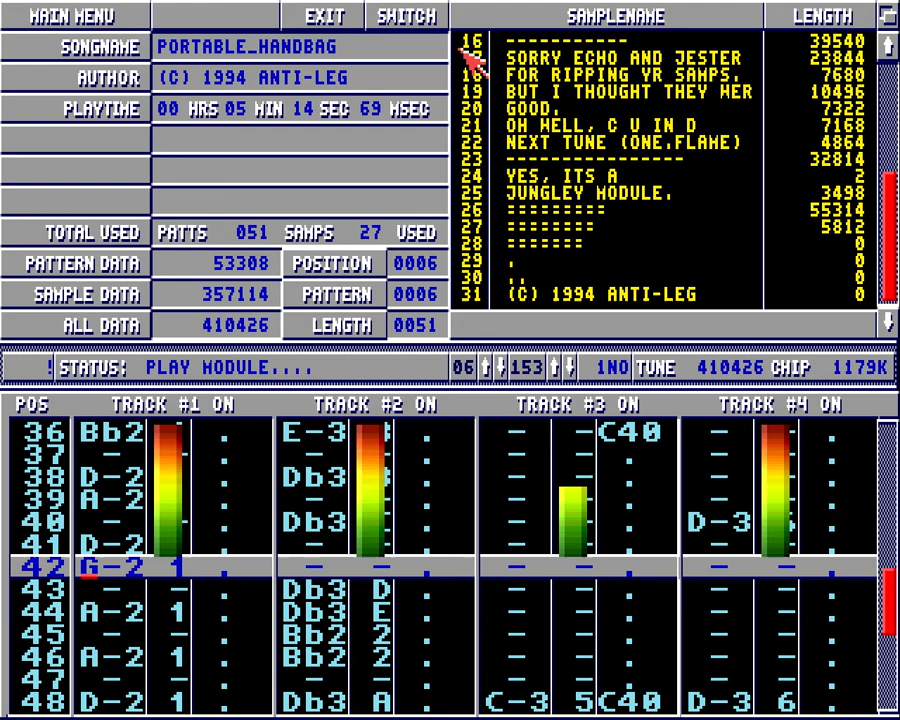 MAIN MENU EXIT SWITCH SAMPLENAME LENGTH
SONGNAME PORTABLE_HANDBAG
AUTHOR (C) 1994 ANTI-LEG
PLAYTIME 00 HRS 05 MIN 14 SEC 69 MSEC
TOTAL USED PATTS 051 SAMPS 27 USED
PATTERN DATA 53308 POSITION 0006
SAMPLE DATA 357114 PATTERN 0006
ALL DATA 410426 LENGTH 0051
16 ----------- 39540
SORRY ECHO AND JESTER 23844
FOR RIPPING YR SAMPS. 7680
19 BUT I THOUGHT THEY WER 10496
20 GOOD. 7322
21 OH WELL, C U IN D 7168
22 NEXT TUNE (ONE.FLAME) 4864
23 ---------------- 32814
24 YES, ITS A 2
25 JUNGLEY MODULE. 3498
26 ========= 55314
27 ======== 5812
28 ======= 0
29 . 0
30 .. 0
31 (C) 1994 ANTI-LEG 0
! STATUS: PLAY MODULE.... 06 153 1NO TUNE 410426 CHIP 1179K
POS TRACK #1 ON TRACK #2 ON TRACK #3 ON TRACK #4 ON
36 Bb2 . E-3 . - - C40 - .
37 - . - . - - . - .
38 D-2 . Db3 . - - . - .
39 A-2 . - . - - . - .
40 - . Db3 . - - . D-3 .
41 D-2 . - . - - . - .
42 G-2 1 . - - . - - . - - .
43 - - . Db3 D . - - . - - .
44 A-2 1 . Db3 E . - - . - - .
45 - - . Bb2 2 . - - . - - .
46 A-2 1 . Bb2 2 . - - . - - .
47 - - . - - . - - . - - .
48 D-2 1 . Db3 A . C-3 5 C40 D-3 6 .